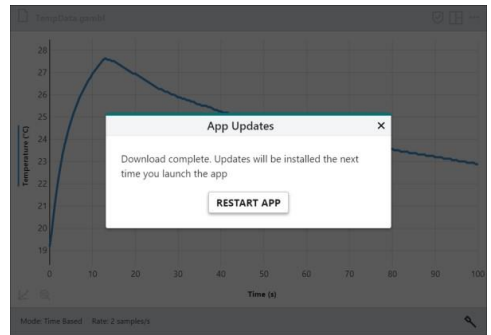 TempData.gambl
28
27
26
25
24
23
22
21
20
19
Temperature (°C)
App Updates
Download complete. Updates will be installed the next
time you launch the app
RESTART APP
0 10 20 30 40 50 60 70 80 90 100
Time (s)
Mode: Time Based Rate: 2 samples/s